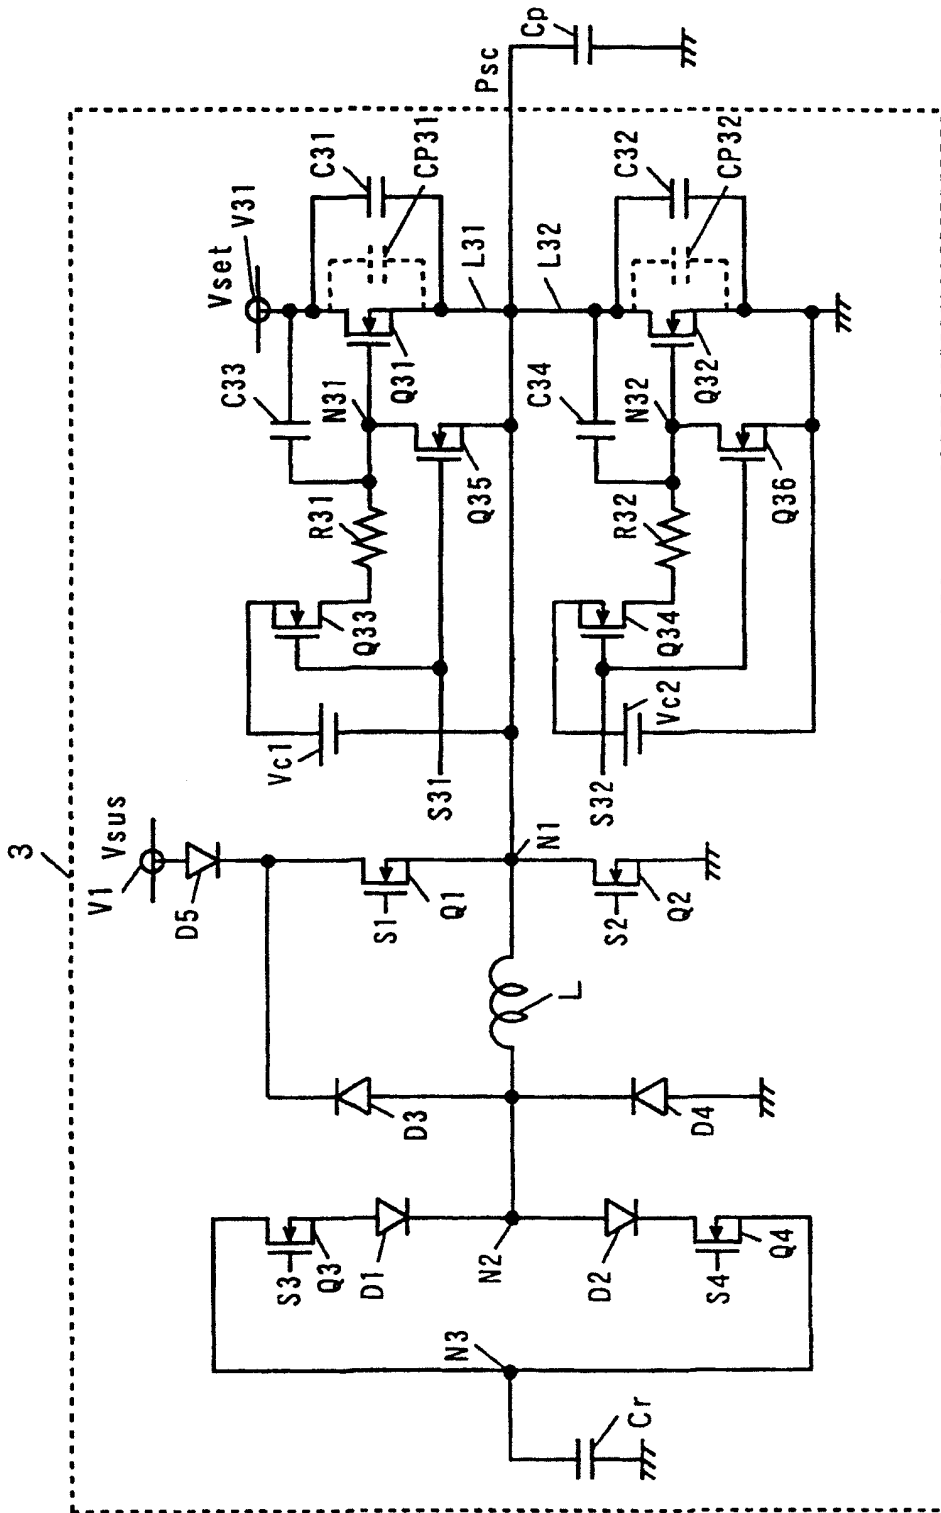 3
V1
Vsus
D5
Vset
V31
C31
CP31
C33
N31
Q31
L31
R31
Q33
Q35
Vc1
S31
Psc
Cp
S1
Q1
N1
L
D3
D4
S2
Q2
L32
C34
N32
Q32
C32
CP32
R32
Q34
Q36
Vc2
S32
S3
Q3
D1
N2
D2
S4
Q4
N3
Cr